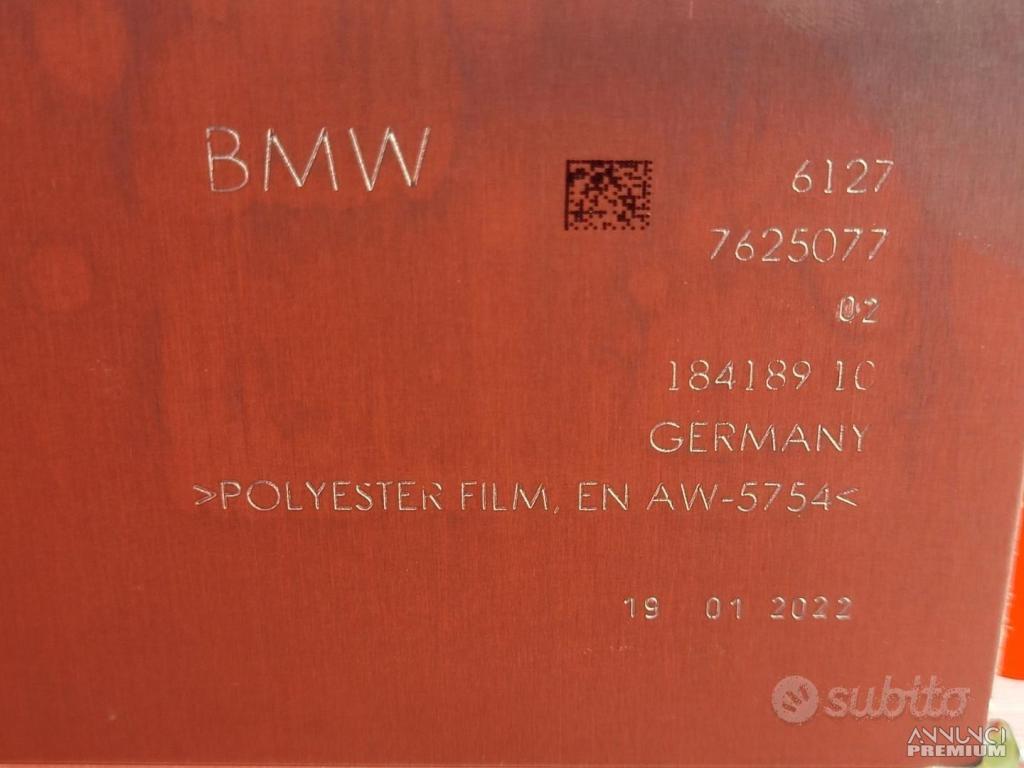 BMW
6127
7625077
02
184189 10
GERMANY
>POLYESTER FILM, EN AW-5754<
19 01 2022
subito
ANNUNCI
PREMIUM